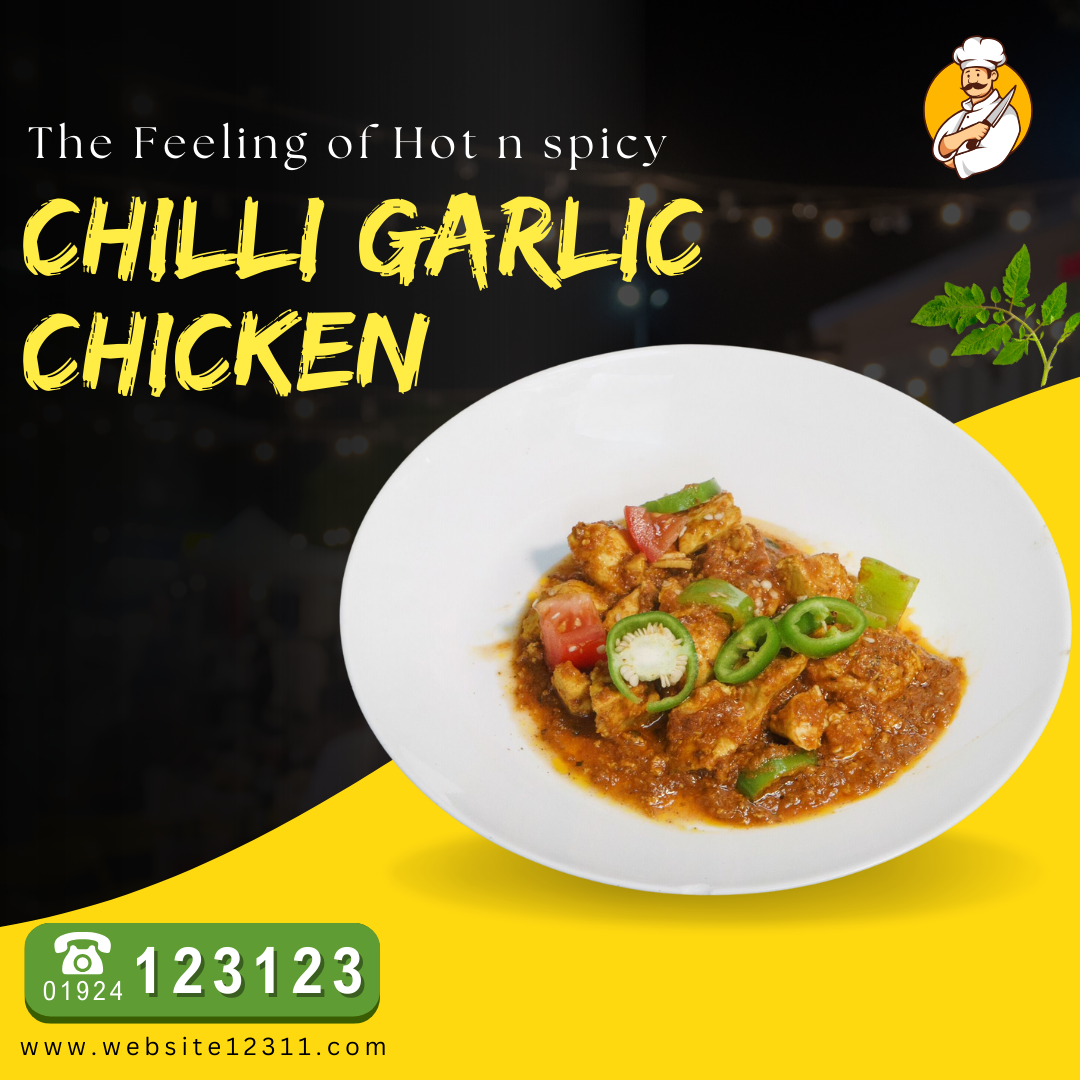 The Feeling of Hot n spicy
CHILLI GARLIC
CHICKEN
01924 123123
www.website12311.com